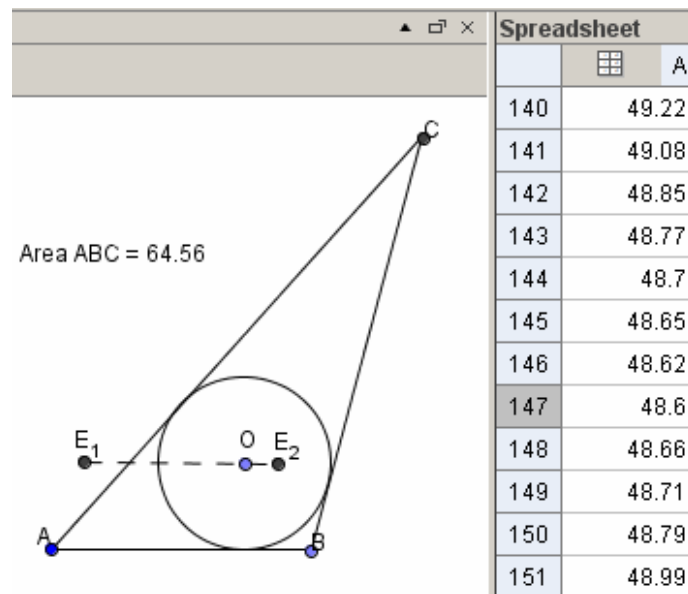 Spreadsheet
A
140 49.22
141 49.08
142 48.85
143 48.77
144 48.7
145 48.65
146 48.62
147 48.6
148 48.66
149 48.71
150 48.79
151 48.99
C
Area ABC = 64.56
E1 O E2
A B